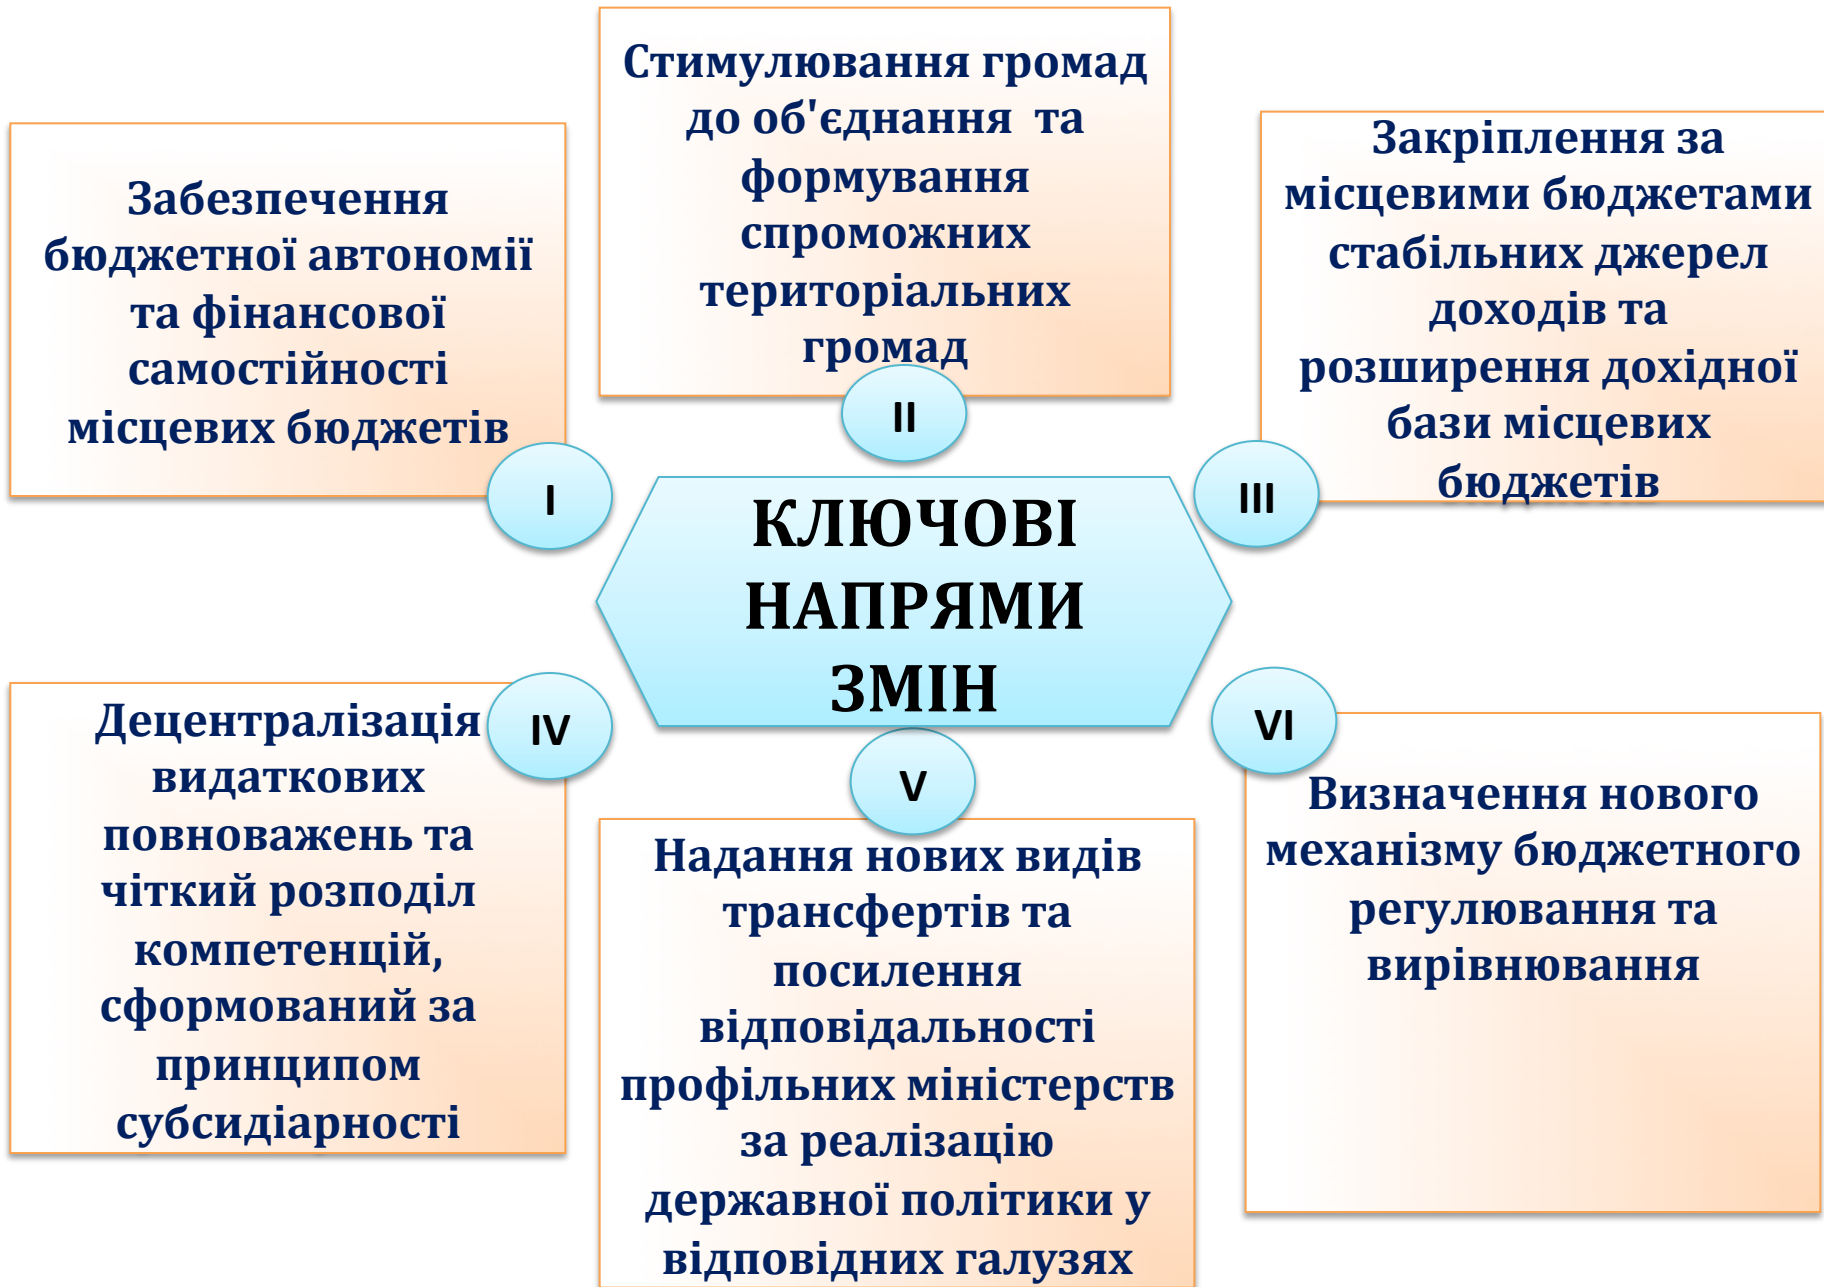 Забезпечення
бюджетної автономії
та фінансової
самостійності
місцевих бюджетів
I
Стимулювання громад
до об'єднання та
формування
спроможних
територіальних
громад
II
Закріплення за
місцевими бюджетами
стабільних джерел
доходів та
розширення дохідної
бази місцевих
бюджетів
III
КЛЮЧОВІ
НАПРЯМИ
ЗМІН
Децентралізація
видаткових
повноважень та
чіткий розподіл
компетенцій,
сформований за
принципом
субсидіарності
IV
V
Надання нових видів
трансфертів та
посилення
відповідальності
профільних міністерств
за реалізацію
державної політики у
відповідних галузях
VI
Визначення нового
механізму бюджетного
регулювання та
вирівнювання